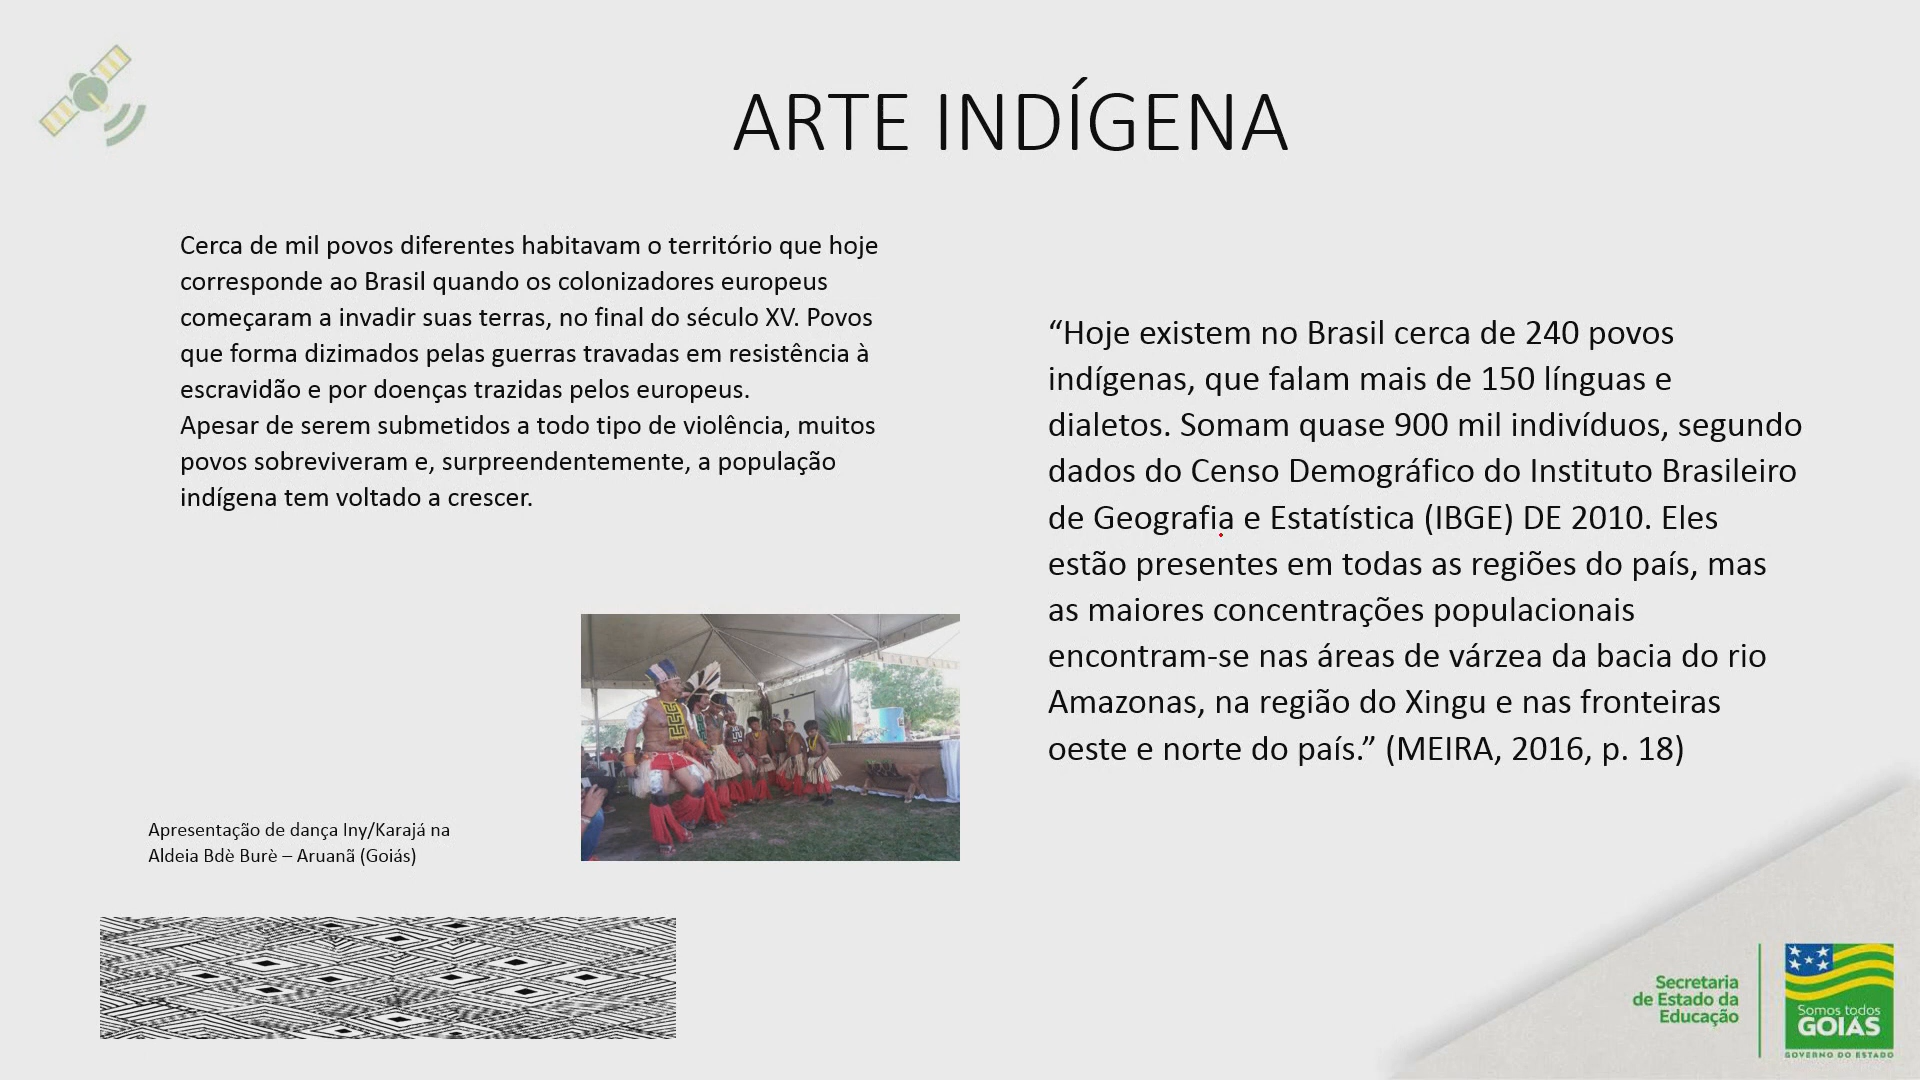 ARTE INDÍGENA
Cerca de mil povos diferentes habitavam o território que hoje
corresponde ao Brasil quando os colonizadores europeus
começaram a invadir suas terras, no final do século XV. Povos
que forma dizimados pelas guerras travadas em resistência à
escravidão e por doenças trazidas pelos europeus.
Apesar de serem submetidos a todo tipo de violência, muitos
povos sobreviveram e, surpreendentemente, a população
indígena tem voltado a crescer.
“Hoje existem no Brasil cerca de 240 povos
indígenas, que falam mais de 150 línguas e
dialetos. Somam quase 900 mil indivíduos, segundo
dados do Censo Demográfico do Instituto Brasileiro
de Geografia e Estatística (IBGE) DE 2010. Eles
estão presentes em todas as regiões do país, mas
as maiores concentrações populacionais
encontram-se nas áreas de várzea da bacia do rio
Amazonas, na região do Xingu e nas fronteiras
oeste e norte do país.” (MEIRA, 2016, p. 18)
Apresentação de dança Iny/Karajá na
Aldeia Bdè Burè – Aruanã (Goiás)
Secretaria
de Estado da
Educação
Somos todos
GOIÁS
GOVERNO DO ESTADO